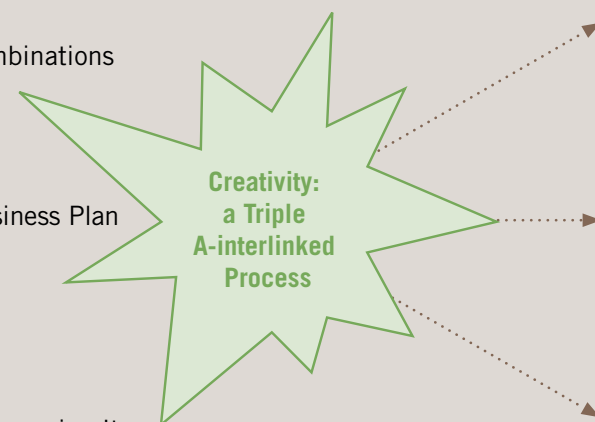 mbinations
Creativity:
a Triple
siness Plan
A-interlinked
Process